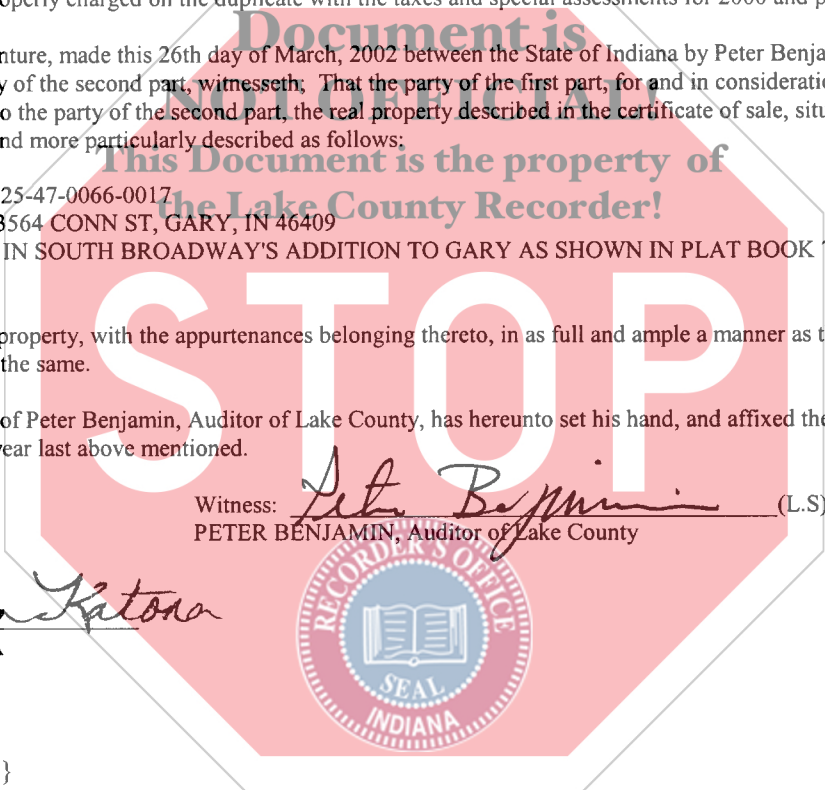 operly charged on the duplicate with the taxes and special assessments for 2000 and p
Document is
nture, made this 26th day of March, 2002 between the State of Indiana by Peter Benja
y of the second part, witnesseth; That the party of the first part, for and in consideratio
NOT OFFICIAL!
o the party of the second part, the real property described in the certificate of sale, situ
nd more particularly described as follows;
This Document is the property of
25-47-0066-0017
the Lake County Recorder!
3564 CONN ST, GARY, IN 46409
IN SOUTH BROADWAY'S ADDITION TO GARY AS SHOWN IN PLAT BOOK
STOP
property, with the appurtenances belonging thereto, in as full and ample a manner as t
the same.
of Peter Benjamin, Auditor of Lake County, has hereunto set his hand, and affixed the
ear last above mentioned.
Witness: Peter Benjamin (L.S)
PETER BENJAMIN, Auditor of Lake County
Katona
RECORDER'S OFFICE
SEAL
INDIANA
}